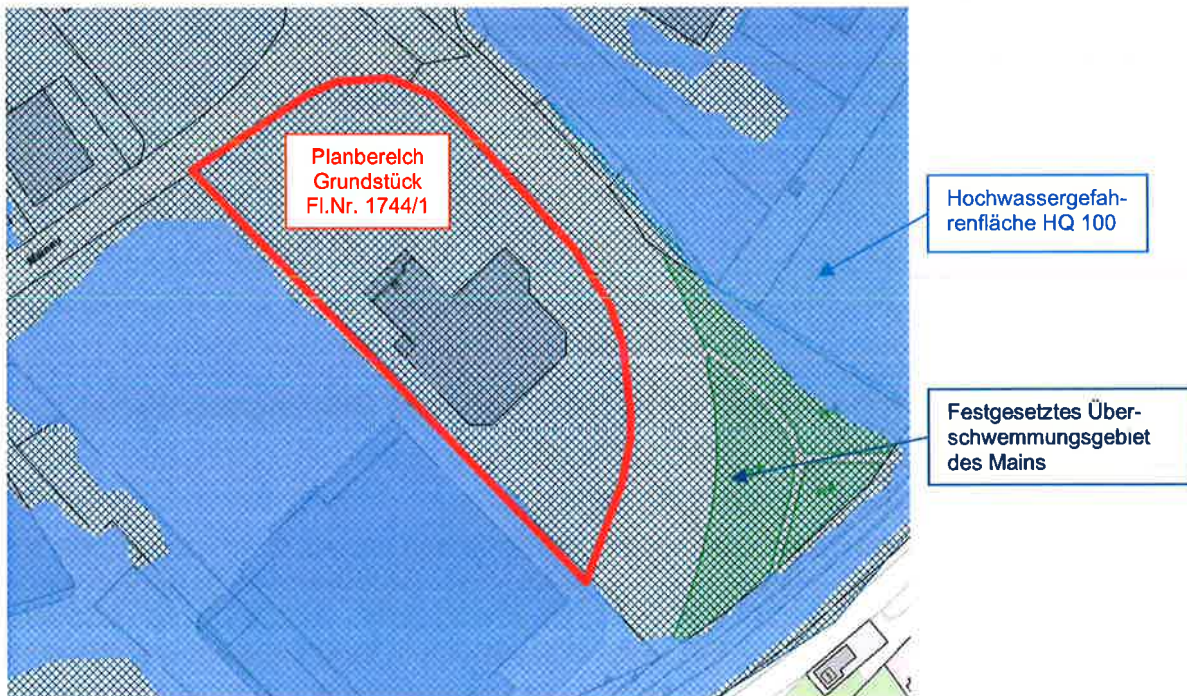 Planbereich
Grundstück
Fl.Nr. 1744/1
Hochwassergefah-
renfläche HQ 100
Festgesetztes Über-
schwemmungsgebiet
des Mains